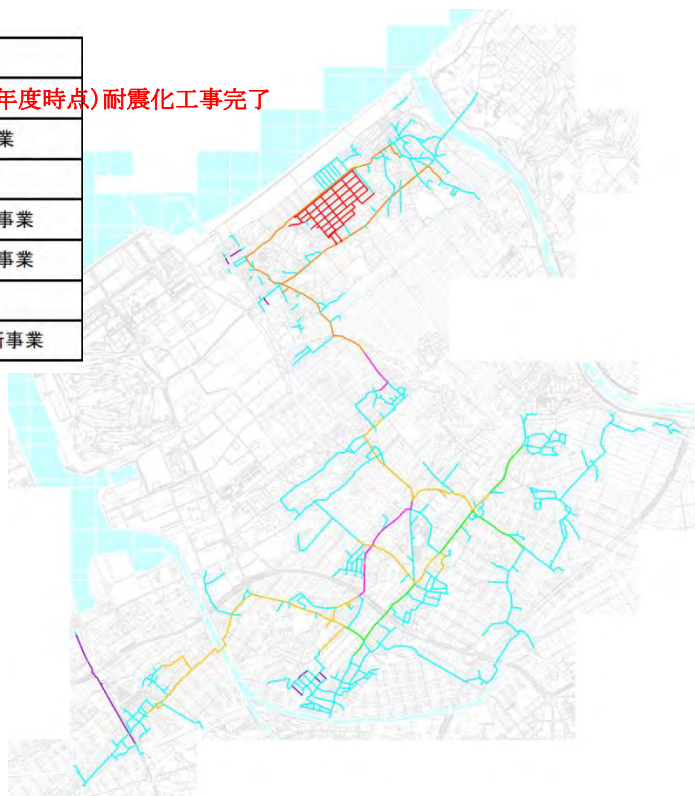 年度時点)耐震化工事完了
業
事業
事業
新事業